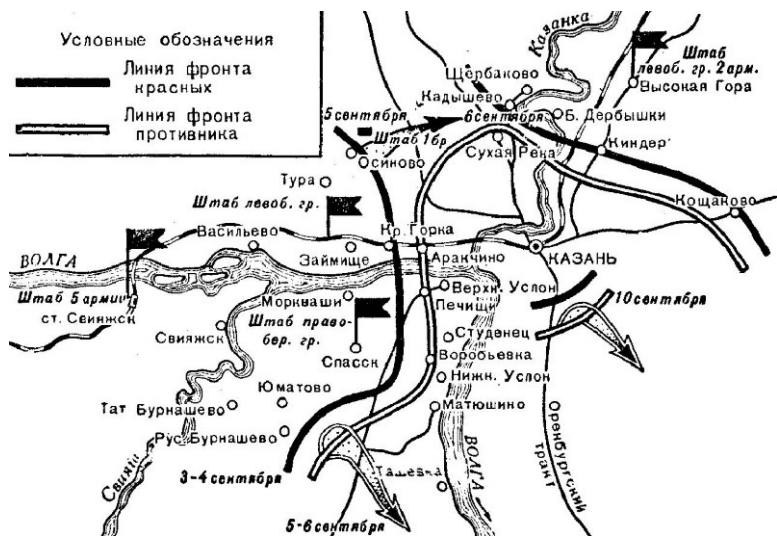 Условные обозначения
Линия фронта
красных
Линия фронта
противника
Казанка
Штаб
левоб. гр. 2 арм.
Высокая Гора
Щербаково
Кадышево
5 сентября
6 сентября
Б. Дербышки
Штаб 1бр
Осиново
Сухая Река
Киндер
Тура
Штаб левоб. гр.
Кощаково
Васильево
Кр. Горка
ВОЛГА
Займище
Аракчино
КАЗАНЬ
Штаб 5 армии
ст. Свияжск
Моркваши
Верхн. Услон
Печищи
10 сентября
Штаб право-
бер. гр.
Свияжск
Студенец
Спасск
Воробьевка
Нижн. Услон
Юматово
Тат Бурнашево
Матюшино
Рус. Бурнашево
Оренбургский
тракт
3-4 сентября
Ташевка
ВОЛГА
Свияга
5-6 сентября